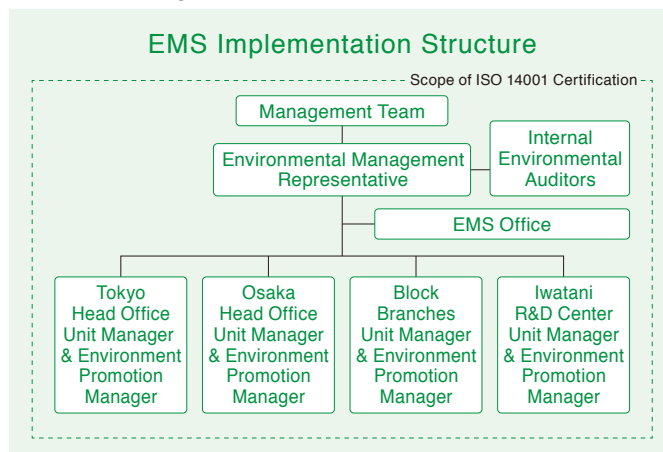 EMS Implementation Structure
Scope of ISO 14001 Certification
Management Team
Environmental Management
Representative
Internal
Environmental
Auditors
EMS Office
Tokyo
Head Office
Unit Manager
& Environment
Promotion
Manager
Osaka
Head Office
Unit Manager
& Environment
Promotion
Manager
Block
Branches
Unit Manager
& Environment
Promotion
Manager
Iwatani
R&D Center
Unit Manager
& Environment
Promotion
Manager